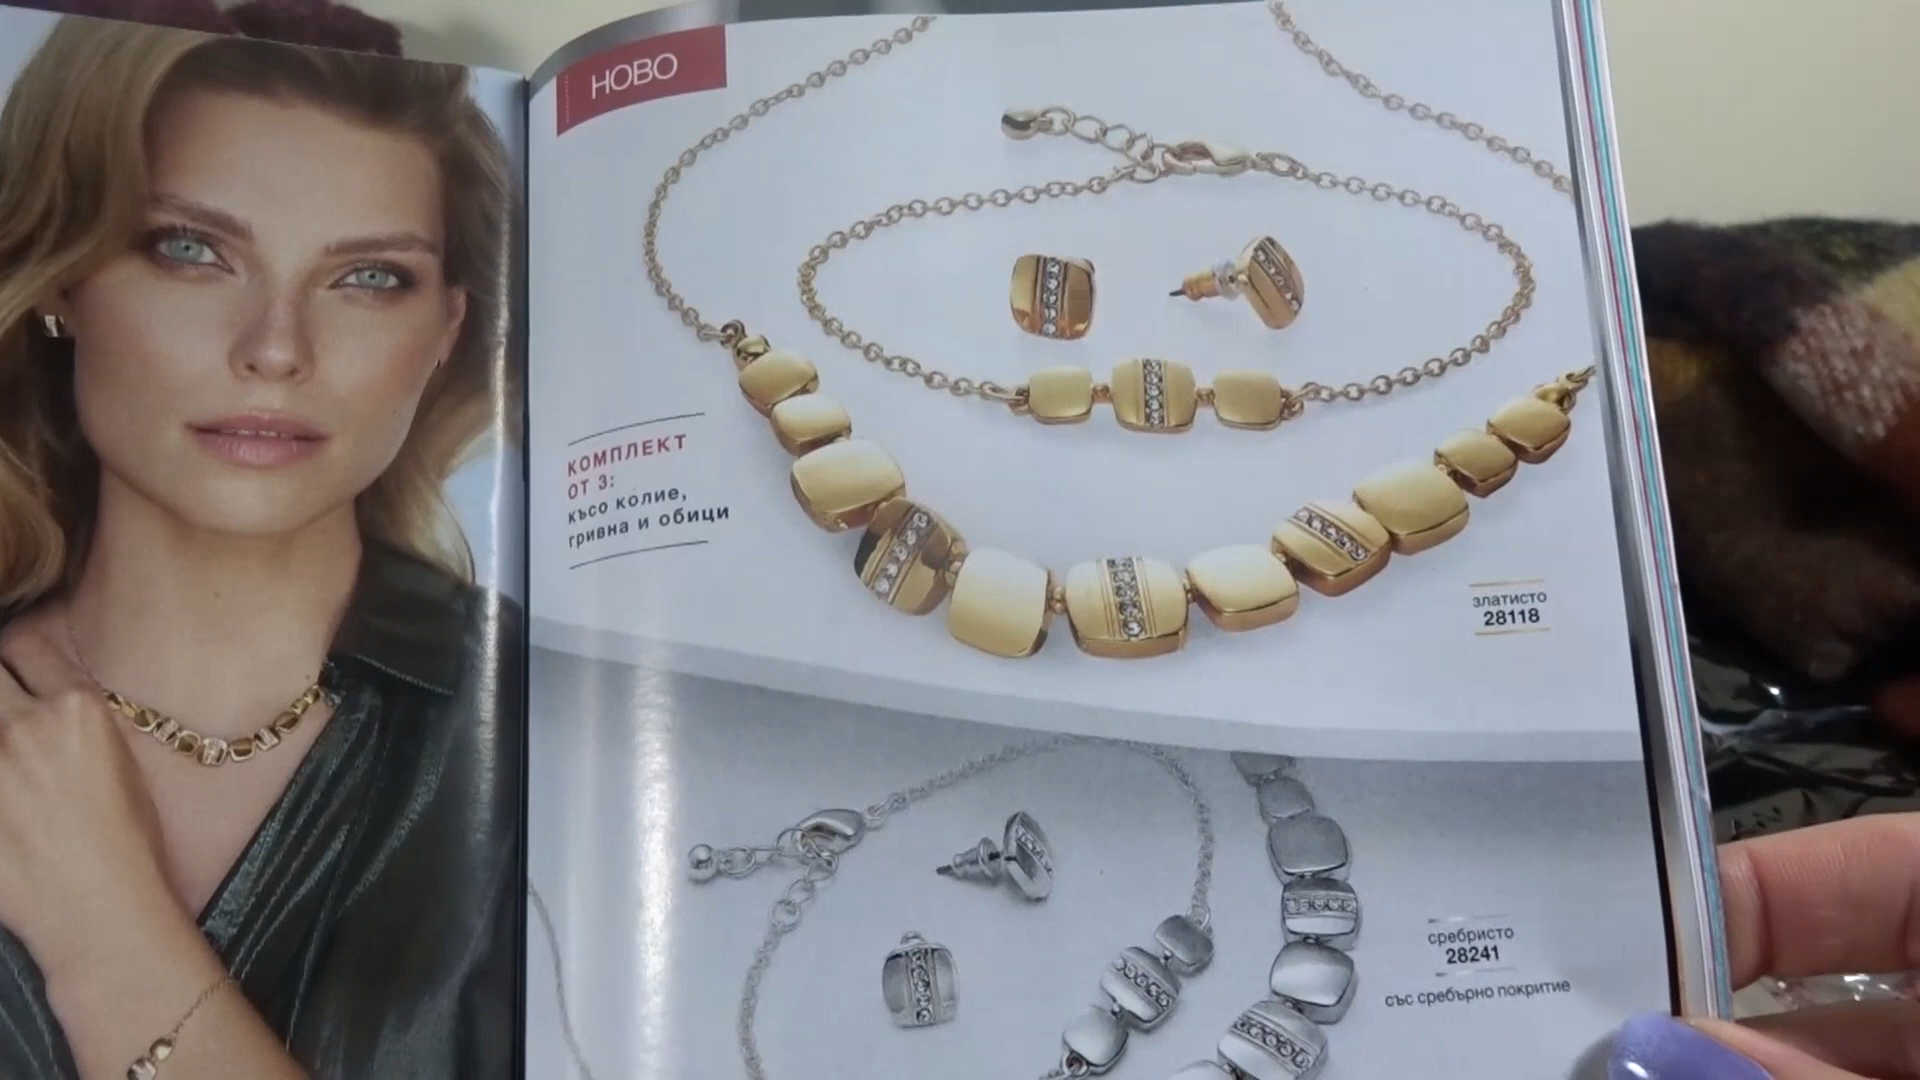 НОВО
КОМПЛЕКТ
ОТ 3:
късо колие,
гривна и обици
златисто
28118
сребристо
28241
със сребърно покритие